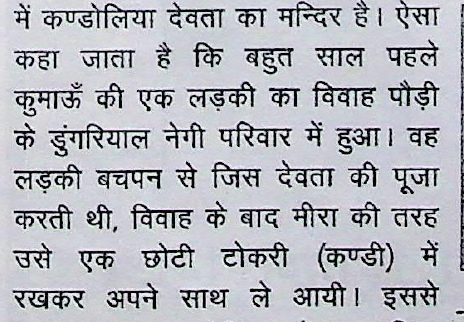 में कण्डोलिया देवता का मन्दिर है। ऐसा
कहा जाता है कि बहुत साल पहले
कुमाऊँ की एक लड़की का विवाह पौड़ी
के डुंगरियाल नेगी परिवार में हुआ। वह
लड़की बचपन से जिस देवता की पूजा
करती थी, विवाह के बाद मीरा की तरह
उसे एक छोटी टोकरी (कण्डी) में
रखकर अपने साथ ले आयी। इससे